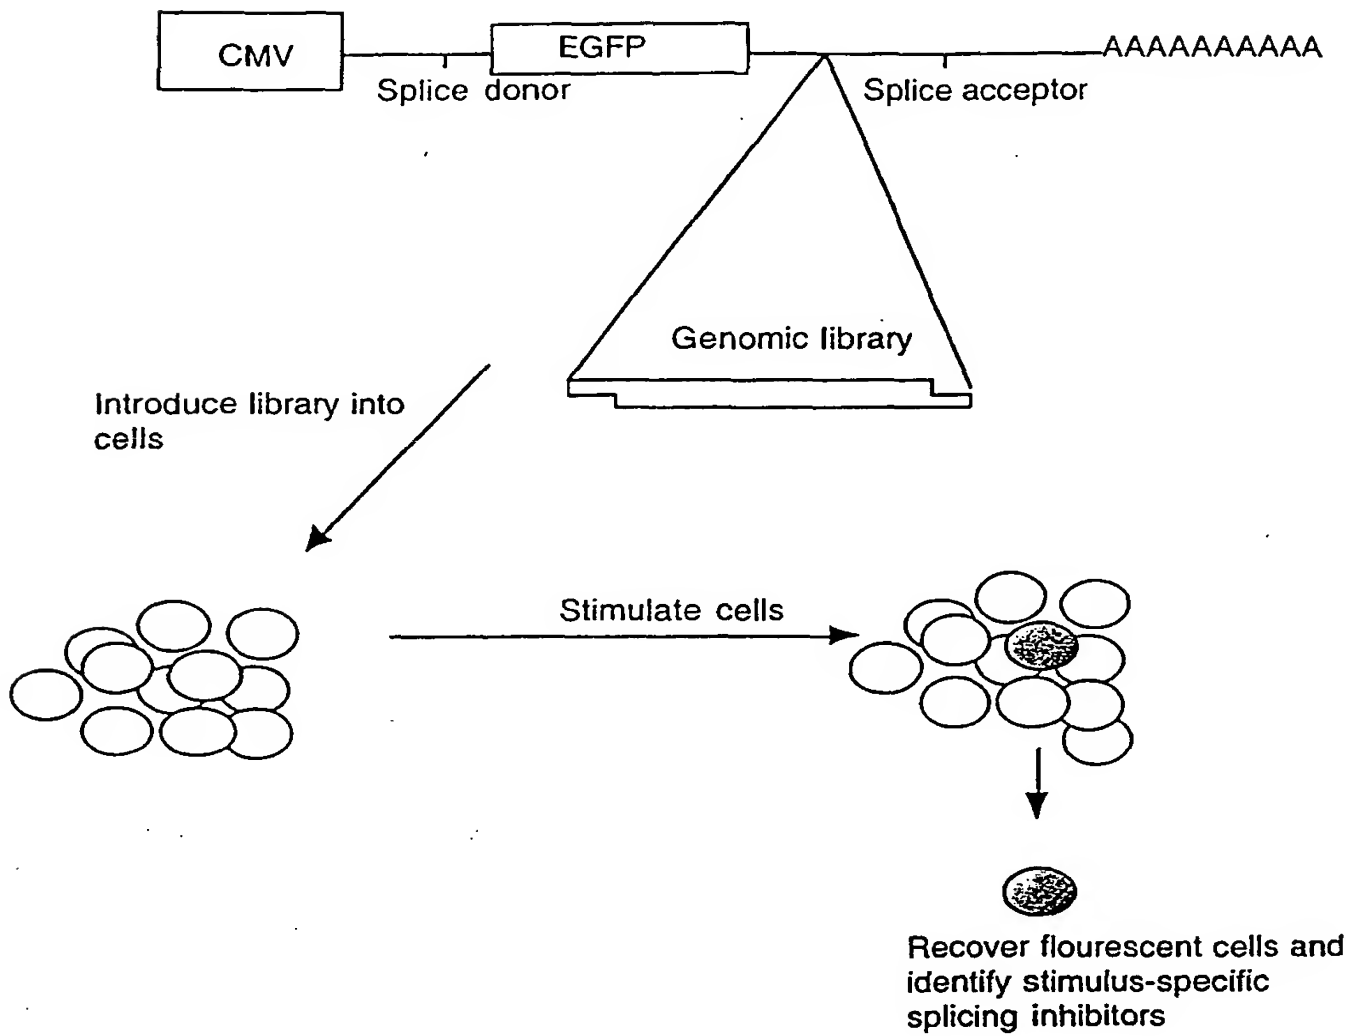 CMV
EGFP
AAAAAAAAAA
Splice donor
Splice acceptor
Genomic library
Introduce library into
cells
Stimulate cells
Recover flourescent cells and
identify stimulus-specific
splicing inhibitors